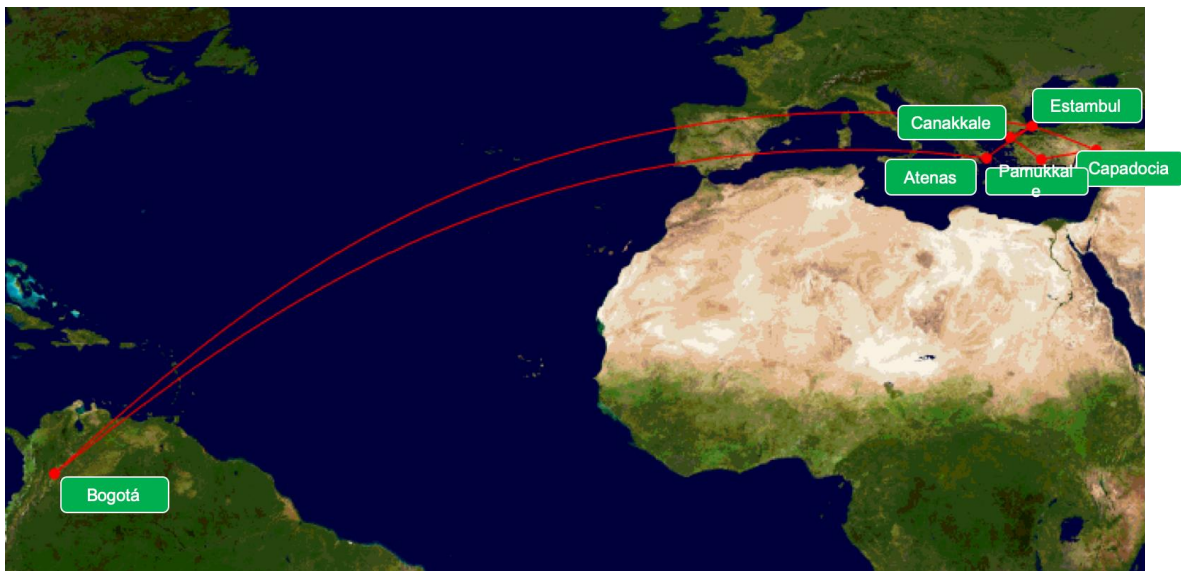 Estambul
Canakkale
Atenas
Pamukkal
e
Capadocia
Bogotá